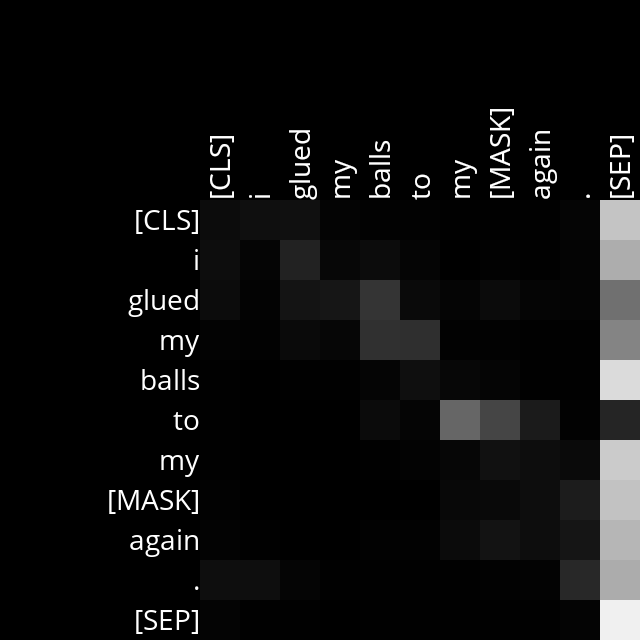 [CLS] i glued my balls to my [MASK] again . [SEP]
[CLS]
i
glued
my
balls
to
my
[MASK]
again
.
[SEP]